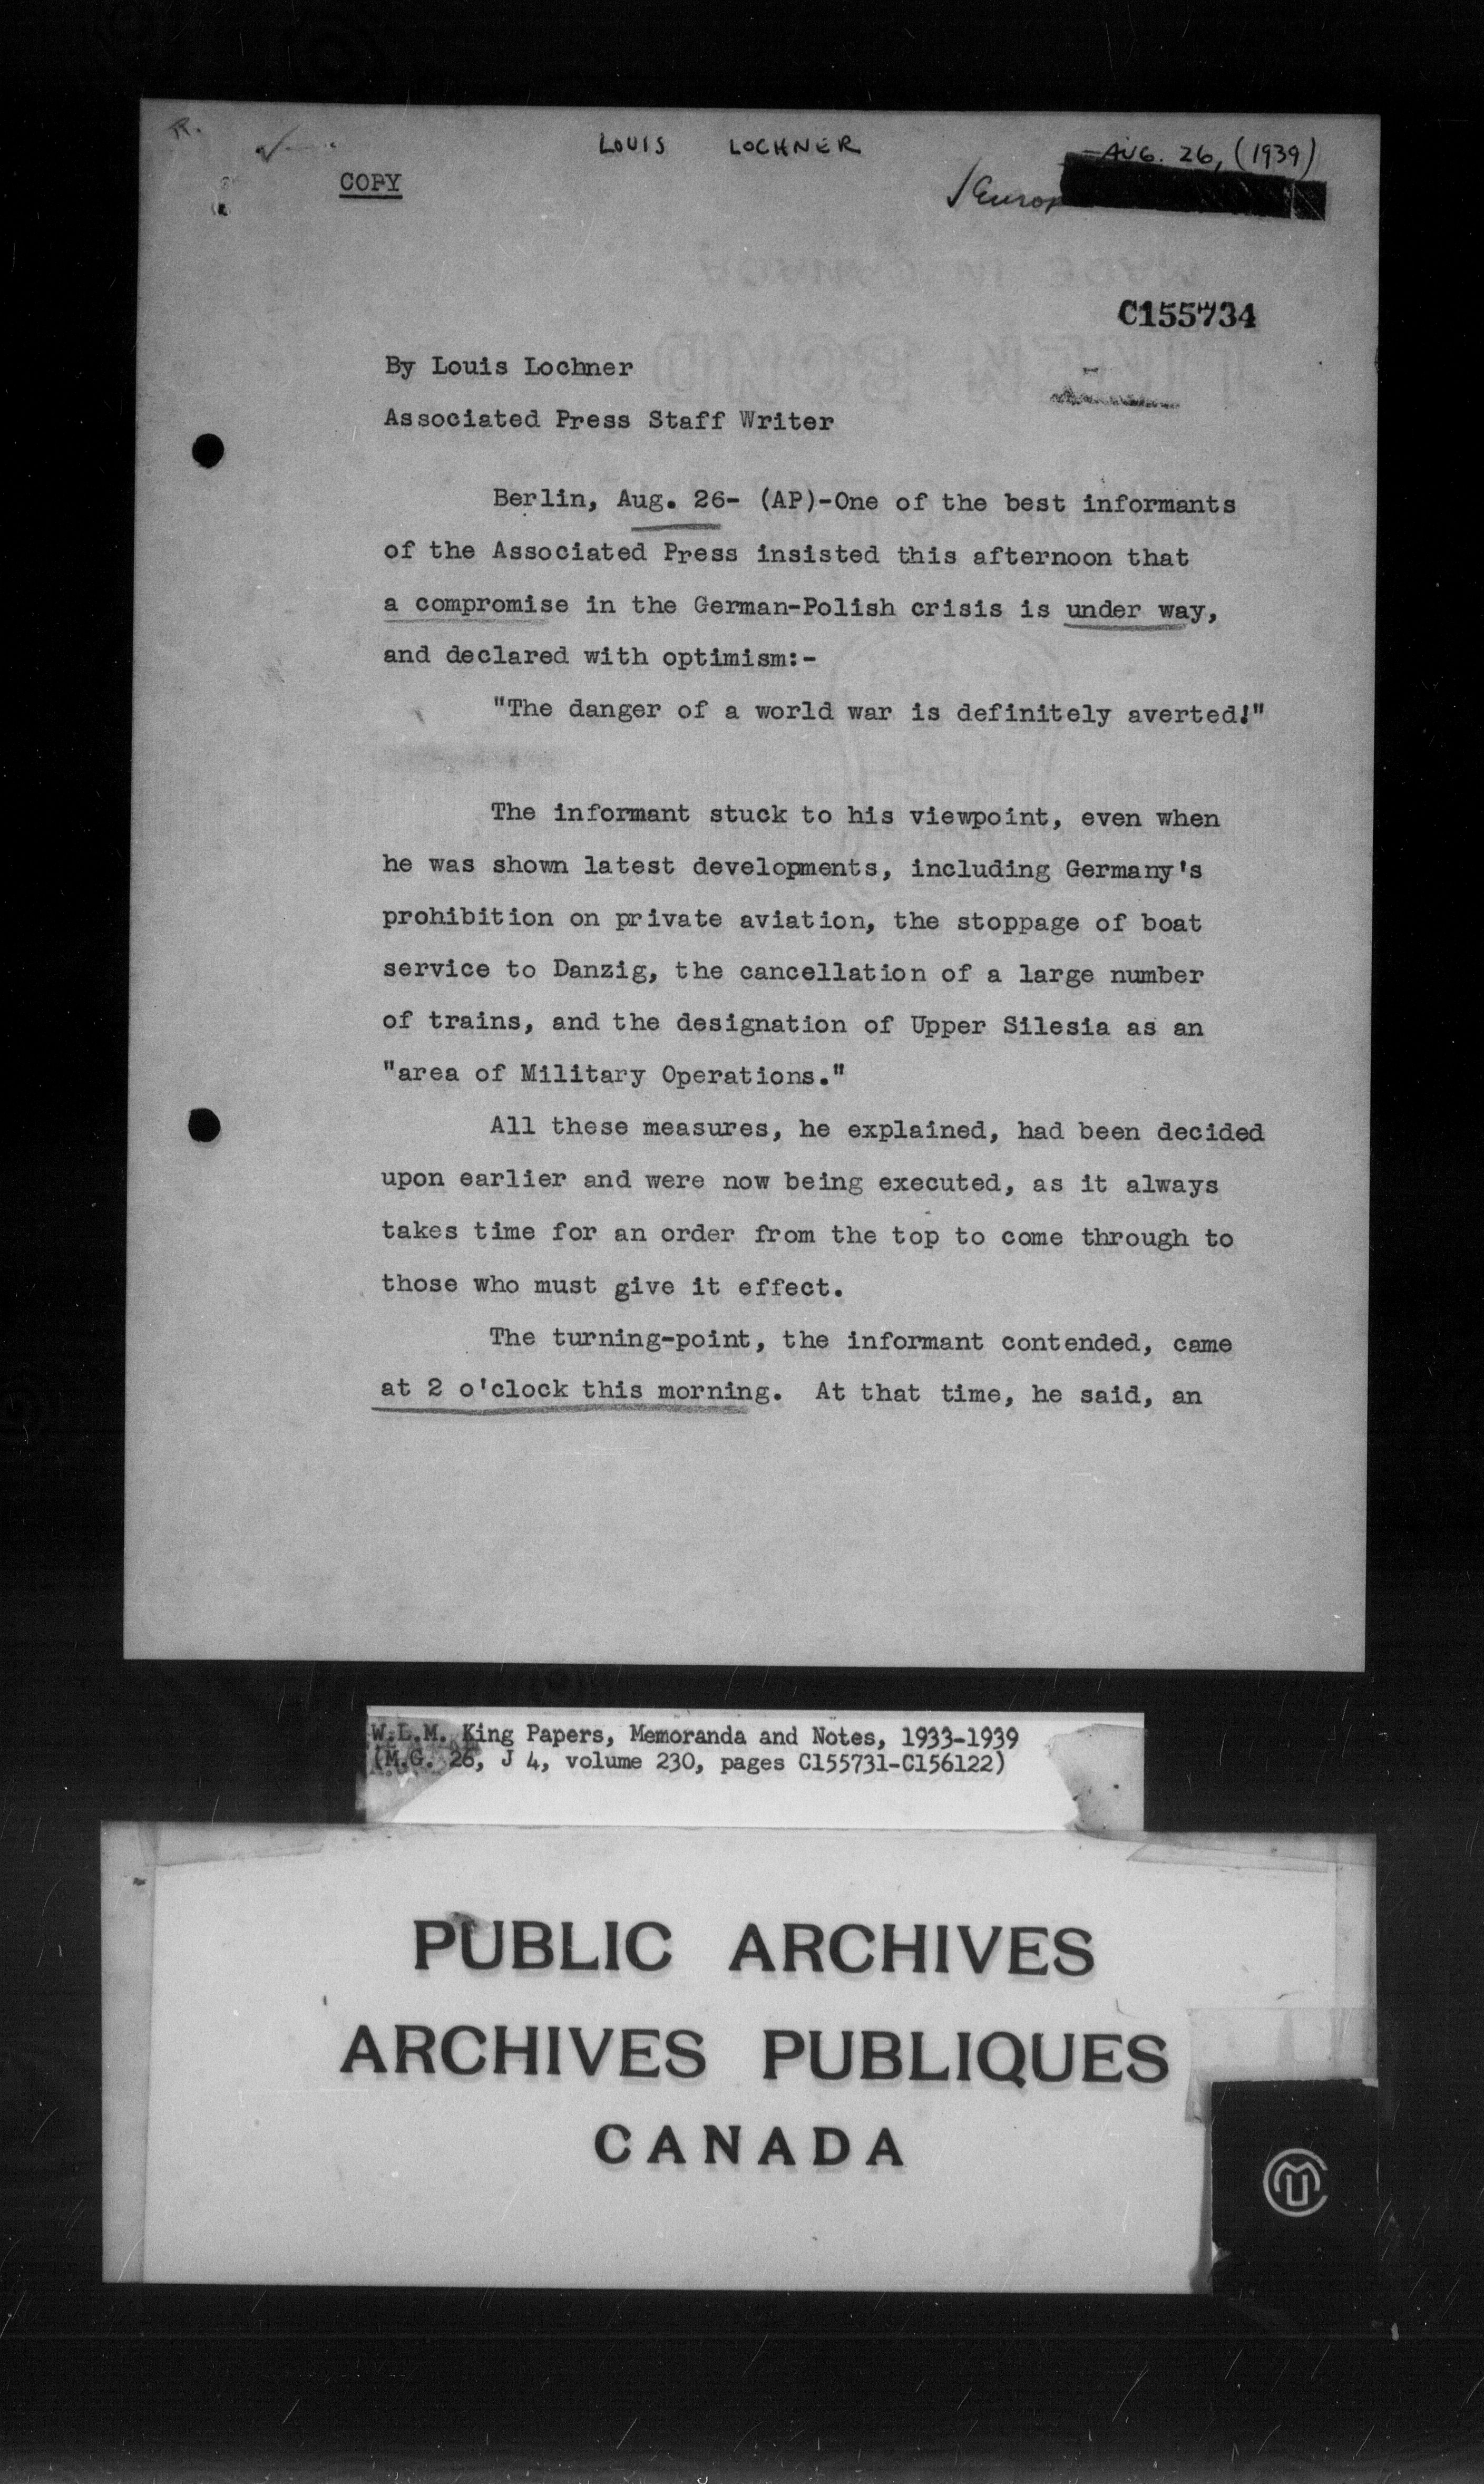 LOUIS LOCHNER
AUG. 26, (1939)
COPY
C155734
By Louis Lochner
Associated Press Staff Writer
Berlin, Aug. 26- (AP)-One of the best informants
of the Associated Press insisted this afternoon that
a compromise in the German-Polish crisis is under way,
and declared with optimism:-
"The danger of a world war is definitely averted!"
The informant stuck to his viewpoint, even when
he was shown latest developments, including Germany's
prohibition on private aviation, the stoppage of boat
service to Danzig, the cancellation of a large number
of trains, and the designation of Upper Silesia as an
"area of Military Operations."
All these measures, he explained, had been decided
upon earlier and were now being executed, as it always
takes time for an order from the top to come through to
those who must give it effect.
The turning-point, the informant contended, came
at 2 o'clock this morning. At that time, he said, an
W.L.M. King Papers, Memoranda and Notes, 1933-1939
(M.G. 26, J 4, volume 230, pages C155731-C156122)
PUBLIC ARCHIVES
ARCHIVES PUBLIQUES
CANADA